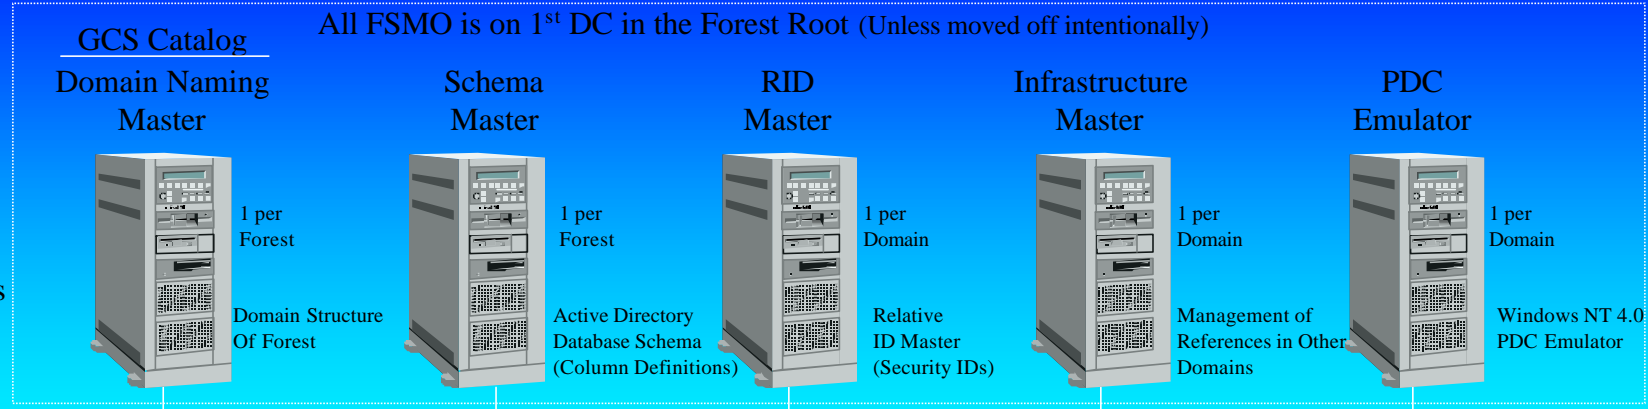 All FSMO is on 1st DC in the Forest Root (Unless moved off intentionally)
GCS Catalog
Domain Naming
Master
Schema
Master
RID
Master
Infrastructure
Master
PDC
Emulator
1 per
Forest
1 per
Forest
1 per
Domain
1 per
Domain
1 per
Domain
s
Domain Structure
Of Forest
Active Directory
Database Schema
(Column Definitions)
Relative
ID Master
(Security IDs)
Management of
References in Other
Domains
Windows NT 4.0
PDC Emulator